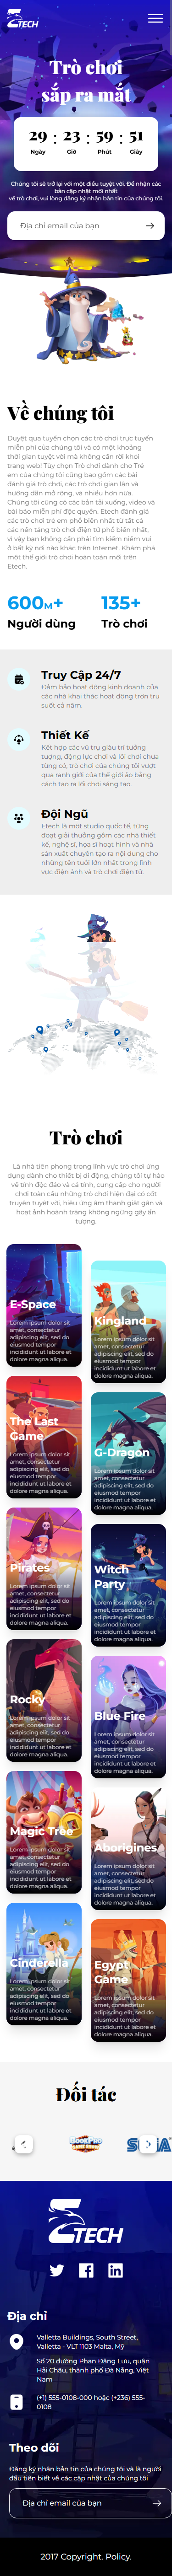 ETECH
Trò chơi
sắp ra mắt
29 : 23 : 59 : 51
Ngày Giờ Phút Giây
Chúng tôi sẽ trở lại với một điều tuyệt vời. Để nhận các
bản cập nhật mới nhất
về trò chơi, vui lòng đăng ký nhận bản tin của chúng tôi.
Địa chỉ email của bạn
Về chúng tôi
Duyệt qua tuyển chọn các trò chơi trực tuyến
miễn phí của chúng tôi và có một khoảng
thời gian tuyệt vời mà không cần rời khỏi
trang web! Tùy chọn Trò chơi dành cho Trẻ
em của chúng tôi cũng bao gồm các bài
đánh giá trò chơi, các trò chơi gian lận và
hướng dẫn mở rộng, và nhiều hơn nữa.
Chúng tôi cũng có các bản tải xuống, video và
bài báo miễn phí độc quyền. Etech đánh giá
các trò chơi trẻ em phổ biến nhất từ tất cả
các nền tảng trò chơi điện tử phổ biến nhất,
vì vậy bạn không cần phải tìm kiếm niềm vui
ở bất kỳ nơi nào khác trên Internet. Khám phá
một thế giới trò chơi hoàn toàn mới trên
Etech.
600M+ 135+
Người dùng Trò chơi
Truy Cập 24/7
Đảm bảo hoạt động kinh doanh của
các nhà khai thác hoạt động trơn tru
suốt cả năm.
Thiết Kế
Kết hợp các vũ trụ giàu trí tưởng
tượng, động lực chơi và lối chơi chưa
từng có, trò chơi của chúng tôi vượt
qua ranh giới của thế giới ảo bằng
cách tạo ra lối chơi sáng tạo.
Đội Ngũ
Etech là một studio quốc tế, từng
đoạt giải thưởng gồm các nhà thiết
kế, nghệ sĩ, họa sĩ hoạt hình và nhà
sản xuất chuyên tạo ra nội dung cho
những tên tuổi lớn nhất trong lĩnh
vực điện ảnh và trò chơi điện tử.
Trò chơi
Là nhà tiên phong trong lĩnh vực trò chơi ứng
dụng dành cho thiết bị di động, chúng tôi tự hào
về tính độc đáo và cá tính, cung cấp cho người
chơi toàn cầu những trò chơi hiện đại có cốt
truyện tuyệt vời, hiệu ứng âm thanh giật gân và
hoạt ảnh hoành tráng không ngừng gây ấn
tượng.
E-Space
Lorem ipsum dolor sit
amet, consectetur
adipiscing elit, sed do
eiusmod tempor
incididunt ut labore et
dolore magna aliqua.
Kingland
Lorem ipsum dolor sit
amet, consectetur
adipiscing elit, sed do
eiusmod tempor
incididunt ut labore et
dolore magna aliqua.
The Last
Game
Lorem ipsum dolor sit
amet, consectetur
adipiscing elit, sed do
eiusmod tempor
incididunt ut labore et
dolore magna aliqua.
G-Dragon
Lorem ipsum dolor sit
amet, consectetur
adipiscing elit, sed do
eiusmod tempor
incididunt ut labore et
dolore magna aliqua.
Pirates
Lorem ipsum dolor sit
amet, consectetur
adipiscing elit, sed do
eiusmod tempor
incididunt ut labore et
dolore magna aliqua.
Witch
Party
Lorem ipsum dolor sit
amet, consectetur
adipiscing elit, sed do
eiusmod tempor
incididunt ut labore et
dolore magna aliqua.
Rocky
Lorem ipsum dolor sit
amet, consectetur
adipiscing elit, sed do
eiusmod tempor
incididunt ut labore et
dolore magna aliqua.
Blue Fire
Lorem ipsum dolor sit
amet, consectetur
adipiscing elit, sed do
eiusmod tempor
incididunt ut labore et
dolore magna aliqua.
Magic Tree
Lorem ipsum dolor sit
amet, consectetur
adipiscing elit, sed do
eiusmod tempor
incididunt ut labore et
dolore magna aliqua.
Aborigines
Lorem ipsum dolor sit
amet, consectetur
adipiscing elit, sed do
eiusmod tempor
incididunt ut labore et
dolore magna aliqua.
Cinderella
Lorem ipsum dolor sit
amet, consectetur
adipiscing elit, sed do
eiusmod tempor
incididunt ut labore et
dolore magna aliqua.
Egypt
Game
Lorem ipsum dolor sit
amet, consectetur
adipiscing elit, sed do
eiusmod tempor
incididunt ut labore et
dolore magna aliqua.
Đối tác
ETECH
Địa chỉ
Valletta Buildings, South Street,
Valletta - VLT 1103 Malta, Mỹ
Số 20 đường Phan Đăng Lưu, quận
Hải Châu, thành phố Đà Nẵng, Việt
Nam
(+1) 555-0108-000 hoặc (+236) 555-
0108
Theo dõi
Đăng ký nhận bản tin của chúng tôi và là người
đầu tiên biết về các cập nhật của chúng tôi
Địa chỉ email của bạn
2017 Copyright. Policy.